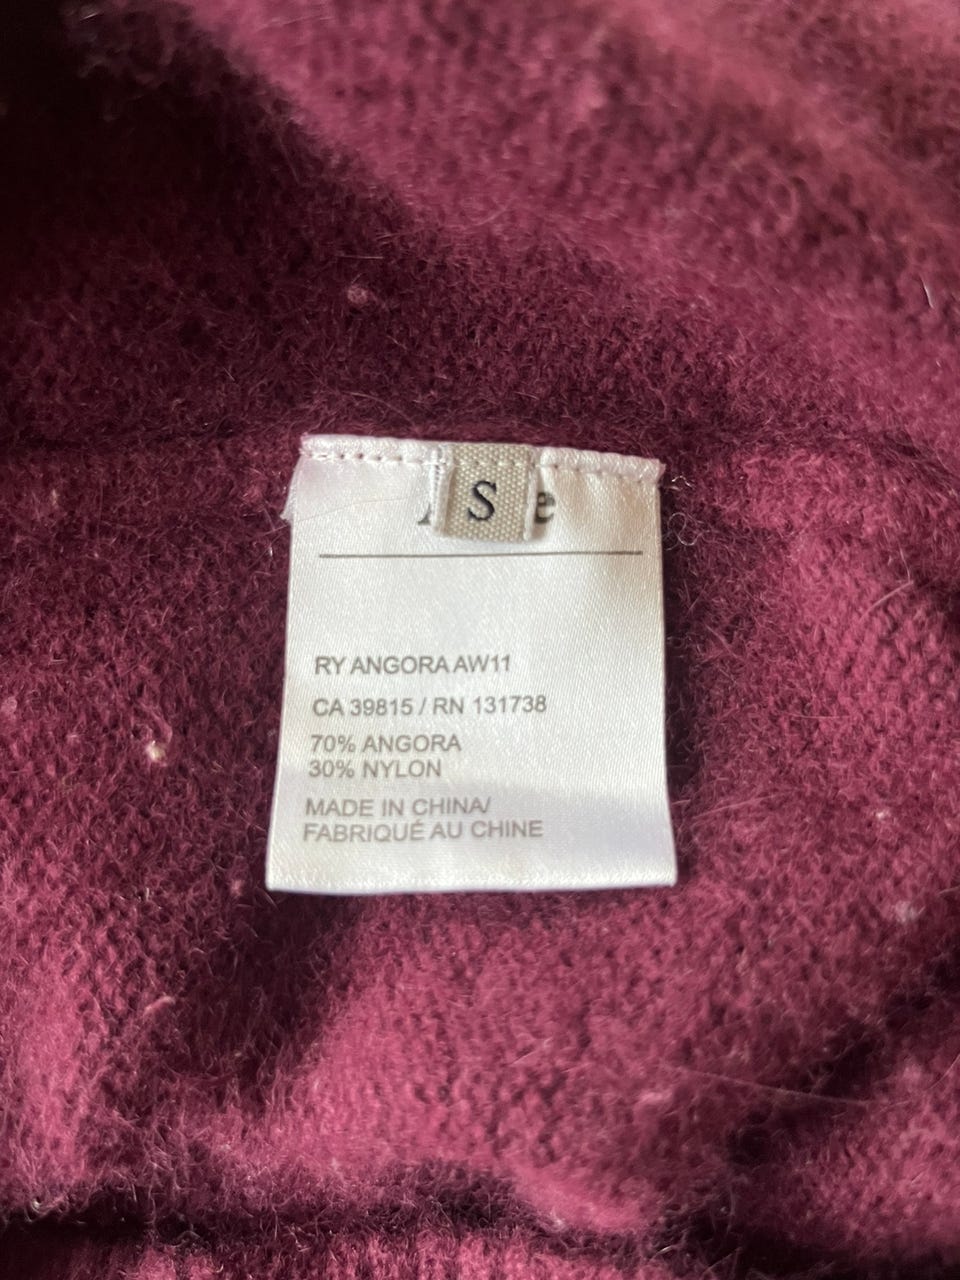 S
RY ANGORA AW11
CA 39815 / RN 131738
70% ANGORA
30% NYLON
MADE IN CHINA/
FABRIQUÉ AU CHINE